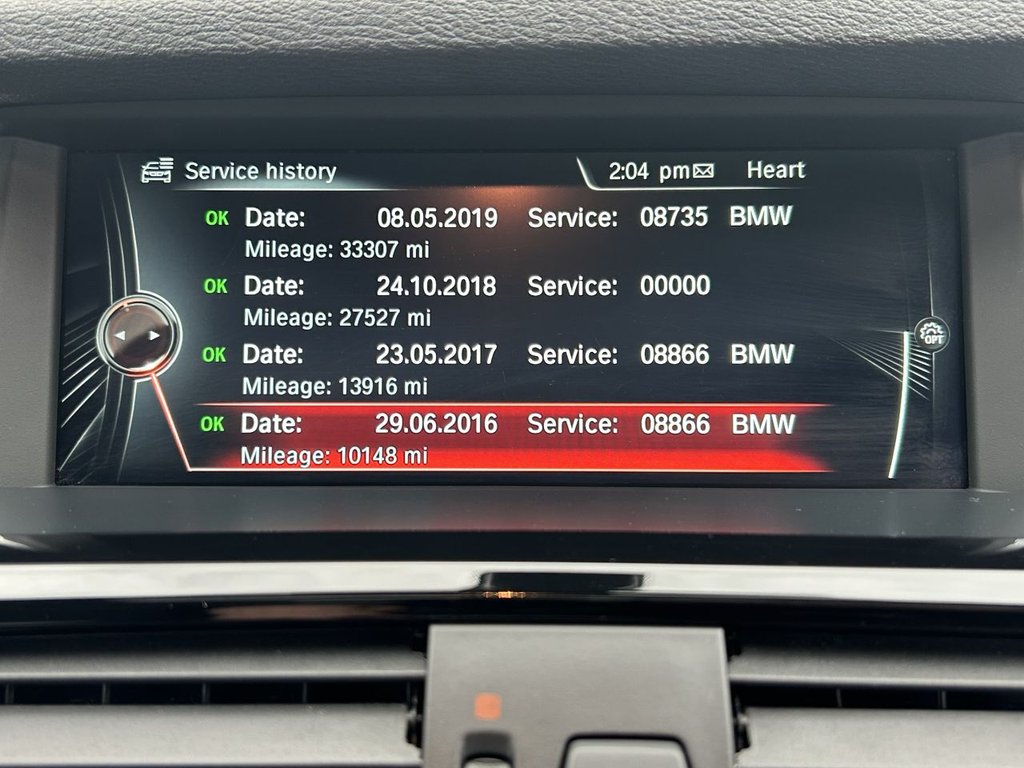 Service history 2:04 pm Heart
OK Date: 08.05.2019 Service: 08735 BMW
Mileage: 33307 mi
OK Date: 24.10.2018 Service: 00000
Mileage: 27527 mi
OK Date: 23.05.2017 Service: 08866 BMW
Mileage: 13916 mi
OK Date: 29.06.2016 Service: 08866 BMW
Mileage: 10148 mi
OPT